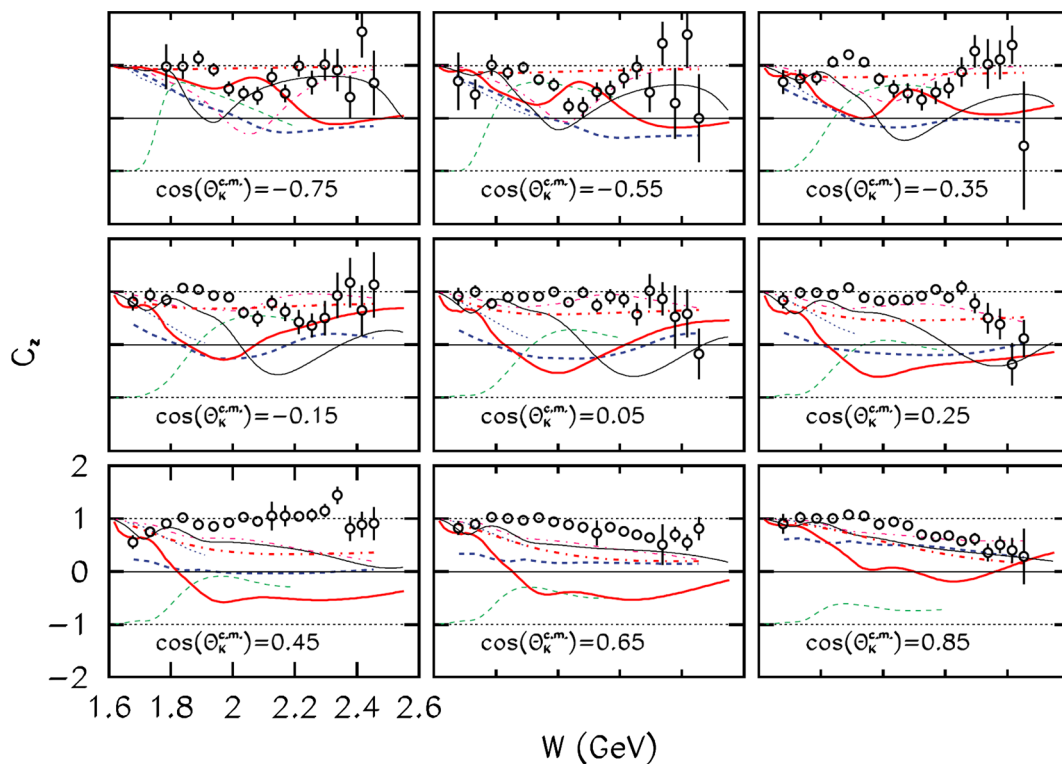 cos(Θ_K^{c.m.})=−0.75
cos(Θ_K^{c.m.})=−0.55
cos(Θ_K^{c.m.})=−0.35
C_z
cos(Θ_K^{c.m.})=−0.15
cos(Θ_K^{c.m.})=0.05
cos(Θ_K^{c.m.})=0.25
2
1
0
−1
−2
cos(Θ_K^{c.m.})=0.45
cos(Θ_K^{c.m.})=0.65
cos(Θ_K^{c.m.})=0.85
1.6 1.8 2 2.2 2.4 2.6
W (GeV)